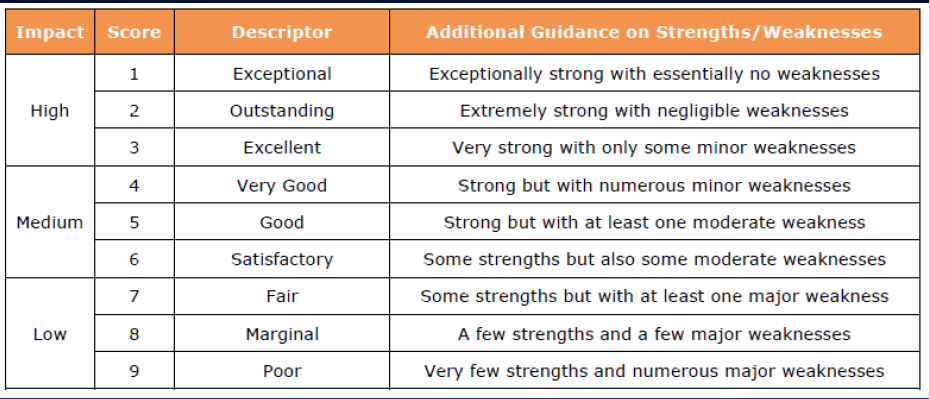 Impact Score Descriptor Additional Guidance on Strengths/Weaknesses
1 Exceptional Exceptionally strong with essentially no weaknesses
High 2 Outstanding Extremely strong with negligible weaknesses
3 Excellent Very strong with only some minor weaknesses
4 Very Good Strong but with numerous minor weaknesses
Medium 5 Good Strong but with at least one moderate weakness
6 Satisfactory Some strengths but also some moderate weaknesses
7 Fair Some strengths but with at least one major weakness
Low 8 Marginal A few strengths and a few major weaknesses
9 Poor Very few strengths and numerous major weaknesses